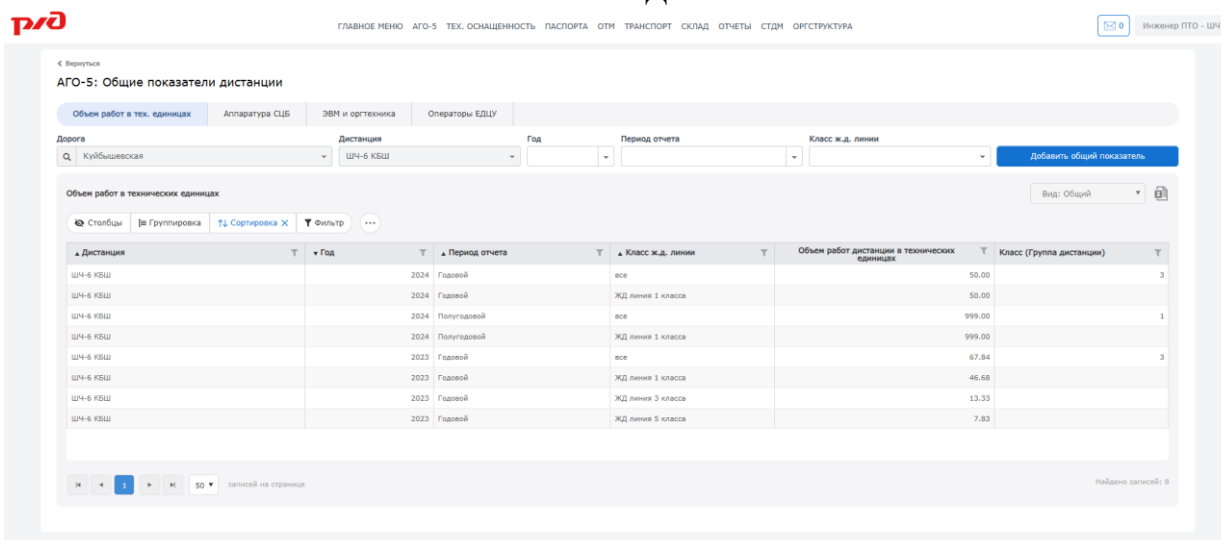 ржд
ГЛАВНОЕ МЕНЮ АГО-5 ТЕХ. ОСНАЩЕННОСТЬ ПАСПОРТА ОТМ ТРАНСПОРТ СКЛАД ОТЧЕТЫ СТДМ ОРГСТРУКТУРА 0 Инженер ПТО - ШЧ
Вернуться
АГО-5: Общие показатели дистанции
Объем работ в тех. единицах Аппаратура СЦБ ЭВМ и оргтехника Операторы ЕДЦУ
Дорога Дистанция Год Период отчета Класс ж.д. линии
Куйбышевская ШЧ-6 КБШ Добавить общий показатель
Объем работ в технических единицах Вид: Общий
Столбцы Группировка Сортировка Фильтр ...
Дистанция Год Период отчета Класс ж.д. линии Объем работ дистанции в технических единицах Класс (Группа дистанции)
ШЧ-6 КБШ 2024 Годовой все 50.00 3
ШЧ-6 КБШ 2024 Годовой ЖД линия 1 класса 50.00
ШЧ-6 КБШ 2024 Полугодовой все 999.00 1
ШЧ-6 КБШ 2024 Полугодовой ЖД линия 1 класса 999.00
ШЧ-6 КБШ 2023 Годовой все 67.84 3
ШЧ-6 КБШ 2023 Годовой ЖД линия 1 класса 46.68
ШЧ-6 КБШ 2023 Годовой ЖД линия 3 класса 13.33
ШЧ-6 КБШ 2023 Годовой ЖД линия 5 класса 7.83
1 50 записей на странице Найдено записей: 8